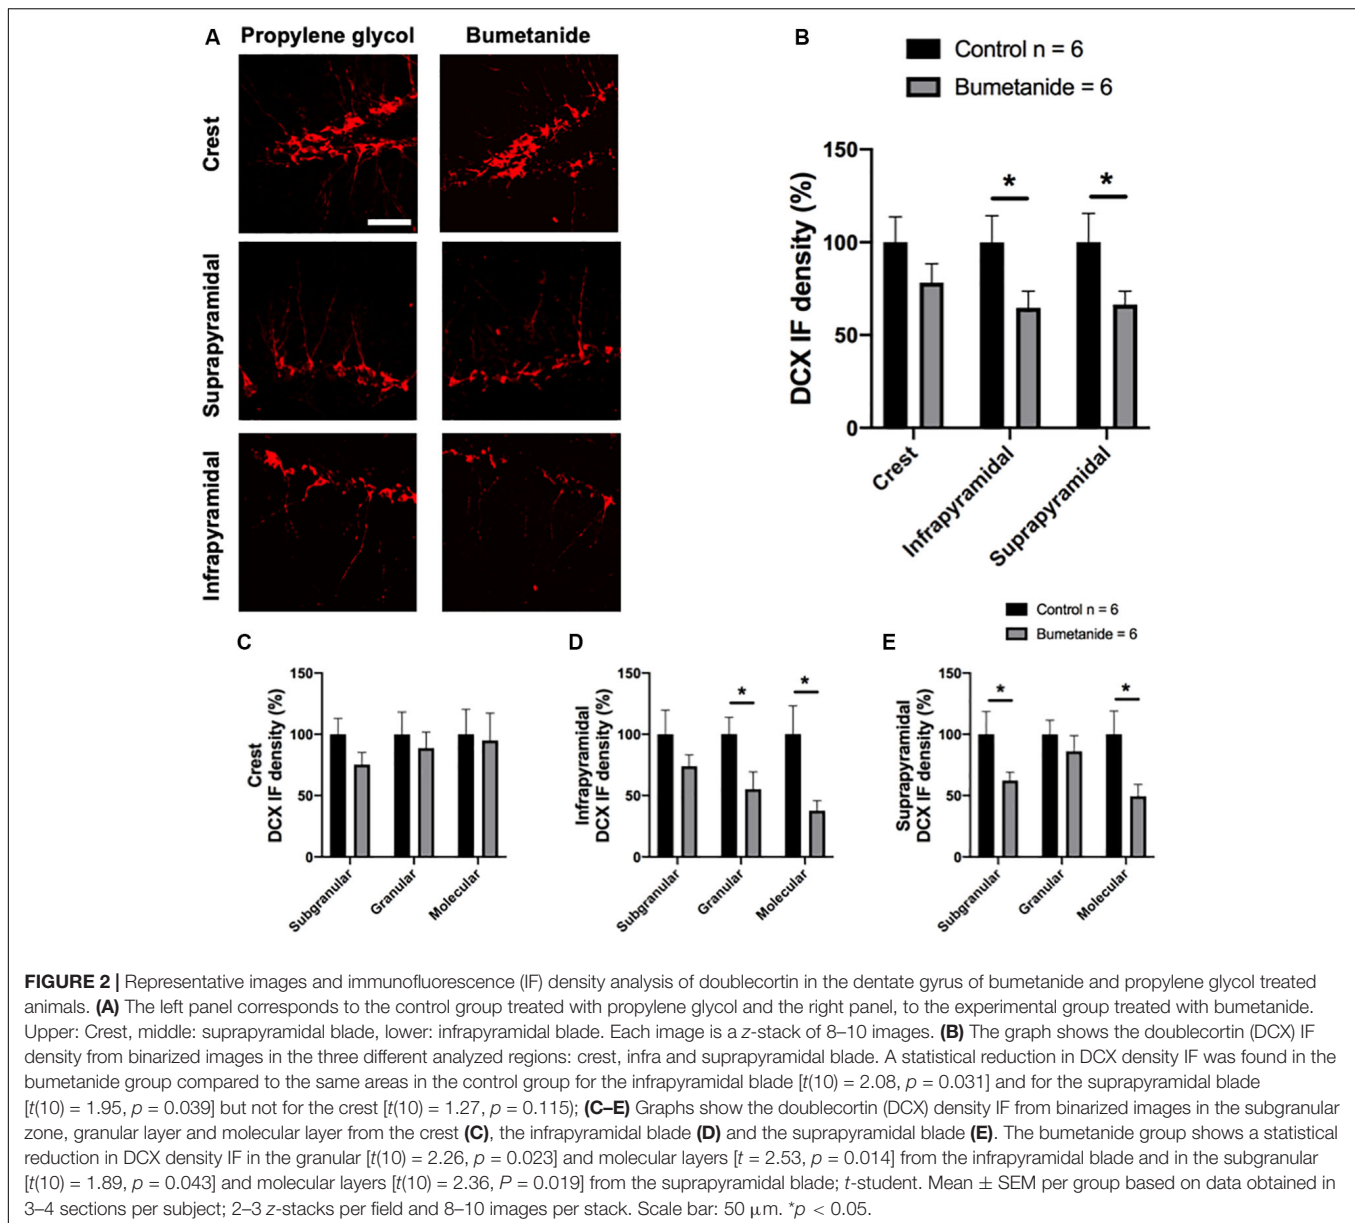 A
Propylene glycol
Bumetanide
Crest
Suprapyramidal
Infrapyramidal
B
Control n = 6
Bumetanide = 6
DCX IF density (%)
150
100
50
0
*
*
Crest
Infrapyramidal
Suprapyramidal
Control n = 6
Bumetanide = 6
C
Crest
DCX IF density (%)
150
100
50
0
Subgranular
Granular
Molecular
D
Infrapyramidal
DCX IF density (%)
150
100
50
0
*
*
Subgranular
Granular
Molecular
E
Suprapyramidal
DCX IF density (%)
150
100
50
0
*
*
Subgranular
Granular
Molecular
FIGURE 2 | Representative images and immunofluorescence (IF) density analysis of doublecortin in the dentate gyrus of bumetanide and propylene glycol treated
animals. (A) The left panel corresponds to the control group treated with propylene glycol and the right panel, to the experimental group treated with bumetanide.
Upper: Crest, middle: suprapyramidal blade, lower: infrapyramidal blade. Each image is a z-stack of 8–10 images. (B) The graph shows the doublecortin (DCX) IF
density from binarized images in the three different analyzed regions: crest, infra and suprapyramidal blade. A statistical reduction in DCX density IF was found in the
bumetanide group compared to the same areas in the control group for the infrapyramidal blade [t(10) = 2.08, p = 0.031] and for the suprapyramidal blade
[t(10) = 1.95, p = 0.039] but not for the crest [t(10) = 1.27, p = 0.115); (C–E) Graphs show the doublecortin (DCX) density IF from binarized images in the subgranular
zone, granular layer and molecular layer from the crest (C), the infrapyramidal blade (D) and the suprapyramidal blade (E). The bumetanide group shows a statistical
reduction in DCX density IF in the granular [t(10) = 2.26, p = 0.023] and molecular layers [t = 2.53, p = 0.014] from the infrapyramidal blade and in the subgranular
[t(10) = 1.89, p = 0.043] and molecular layers [t(10) = 2.36, P = 0.019] from the suprapyramidal blade; t-student. Mean ± SEM per group based on data obtained in
3–4 sections per subject; 2–3 z-stacks per field and 8–10 images per stack. Scale bar: 50 μm. *p < 0.05.